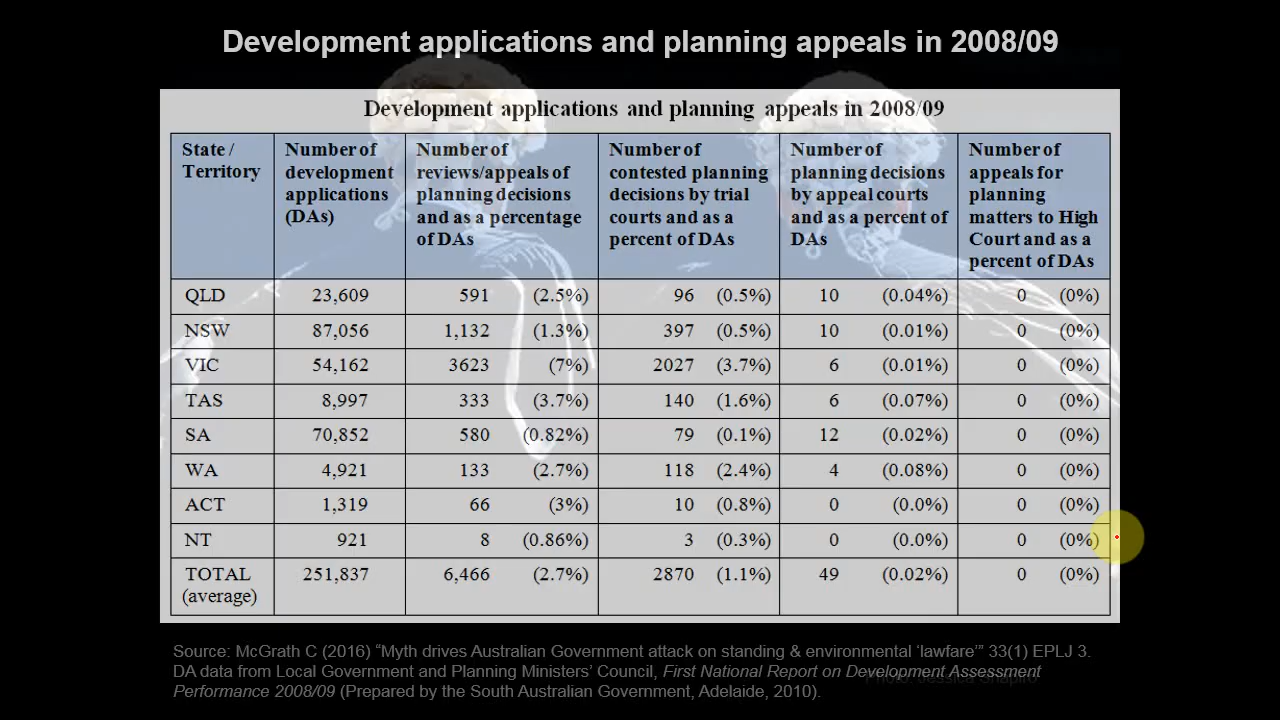 Development applications and planning appeals in 2008/09
Development applications and planning appeals in 2008/09
State / Territory | Number of development applications (DAs) | Number of reviews/appeals of planning decisions and as a percentage of DAs | Number of contested planning decisions by trial courts and as a percent of DAs | Number of planning decisions by appeal courts and as a percent of DAs | Number of appeals for planning matters to High Court and as a percent of DAs
QLD 23,609 591 (2.5%) 96 (0.5%) 10 (0.04%) 0 (0%)
NSW 87,056 1,132 (1.3%) 397 (0.5%) 10 (0.01%) 0 (0%)
VIC 54,162 3623 (7%) 2027 (3.7%) 6 (0.01%) 0 (0%)
TAS 8,997 333 (3.7%) 140 (1.6%) 6 (0.07%) 0 (0%)
SA 70,852 580 (0.82%) 79 (0.1%) 12 (0.02%) 0 (0%)
WA 4,921 133 (2.7%) 118 (2.4%) 4 (0.08%) 0 (0%)
ACT 1,319 66 (3%) 10 (0.8%) 0 (0.0%) 0 (0%)
NT 921 8 (0.86%) 3 (0.3%) 0 (0.0%) 0 (0%)
TOTAL (average) 251,837 6,466 (2.7%) 2870 (1.1%) 49 (0.02%) 0 (0%)
Source: McGrath C (2016) “Myth drives Australian Government attack on standing & environmental ‘lawfare’” 33(1) EPLJ 3.
DA data from Local Government and Planning Ministers’ Council, First National Report on Development Assessment
Performance 2008/09 (Prepared by the South Australian Government, Adelaide, 2010).
Photo: Jessica Shapiro